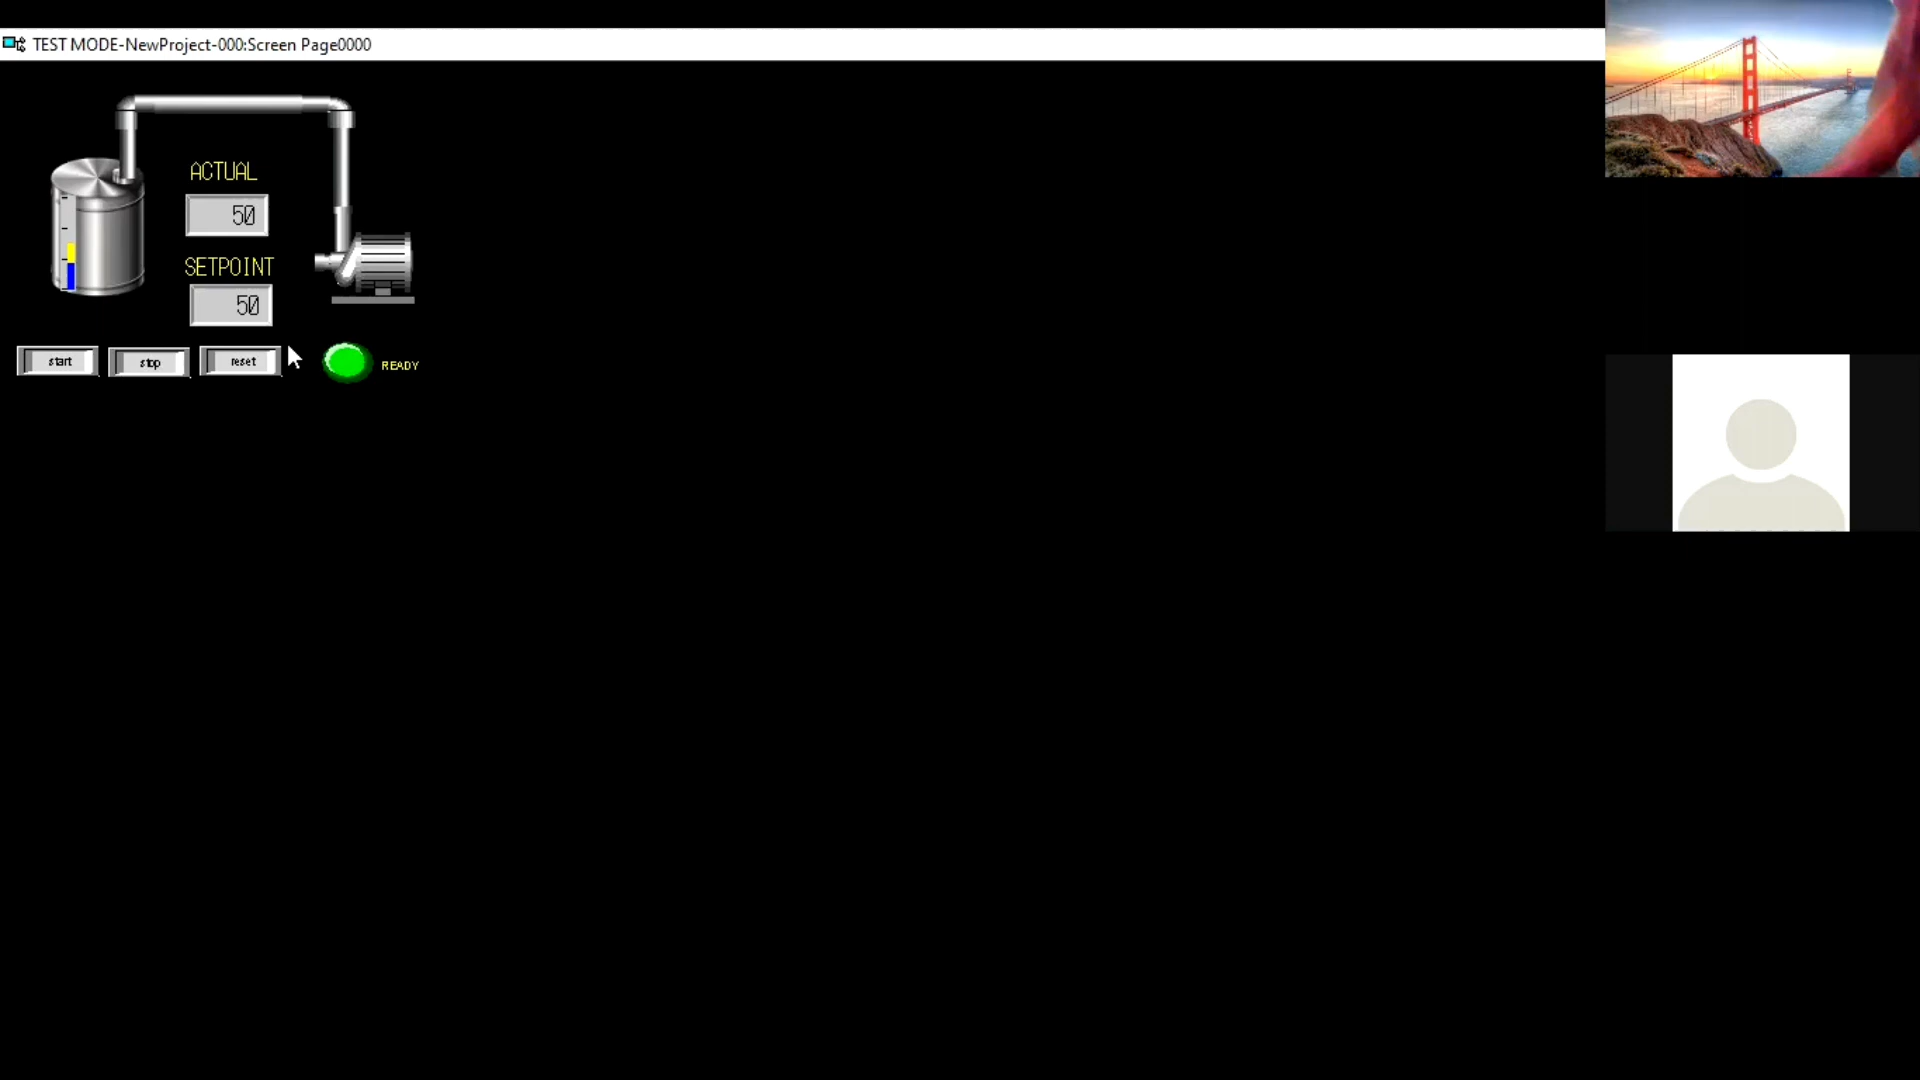 TEST MODE-NewProject-000:Screen Page0000
ACTUAL
50
SETPOINT
50
start stop reset READY